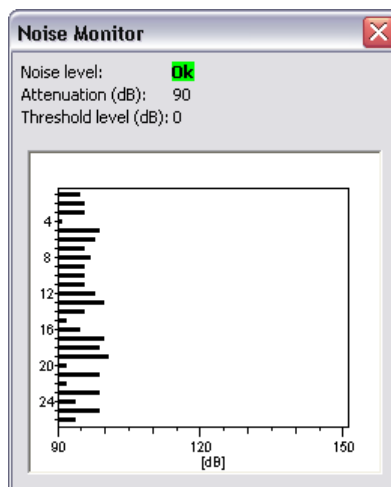 Noise Monitor
Noise level: Ok
Attenuation (dB): 90
Threshold level (dB): 0
4
8
12
16
20
24
90 120 150
[dB]